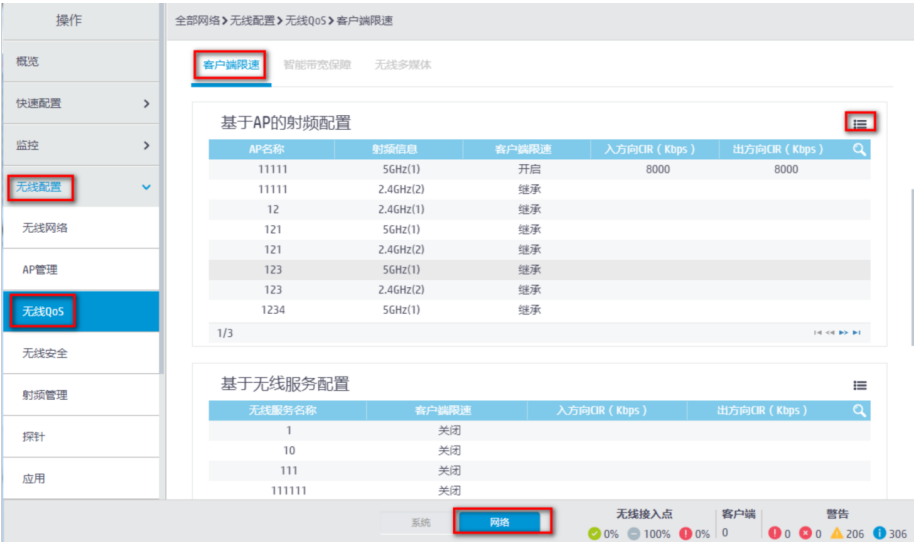 操作
全部网络>无线配置>无线QoS>客户端限速
概览
快速配置
监控
无线配置
无线网络
AP管理
无线QoS
无线安全
射频管理
探针
应用
客户端限速 智能带宽保障 无线多媒体
基于AP的射频配置
AP名称 射频信息 客户端限速 入方向CIR ( Kbps ) 出方向CIR ( Kbps )
11111 5GHz(1) 开启 8000 8000
11111 2.4GHz(2) 继承
12 2.4GHz(1) 继承
121 5GHz(1) 继承
121 2.4GHz(2) 继承
123 5GHz(1) 继承
123 2.4GHz(2) 继承
1234 5GHz(1) 继承
1/3
基于无线服务配置
无线服务名称 客户端限速 入方向CIR ( Kbps ) 出方向CIR ( Kbps )
1 关闭
10 关闭
111 关闭
111111 关闭
系统 网络
无线接入点 客户端 警告
0% 100% 0% 0 0 0 206 306